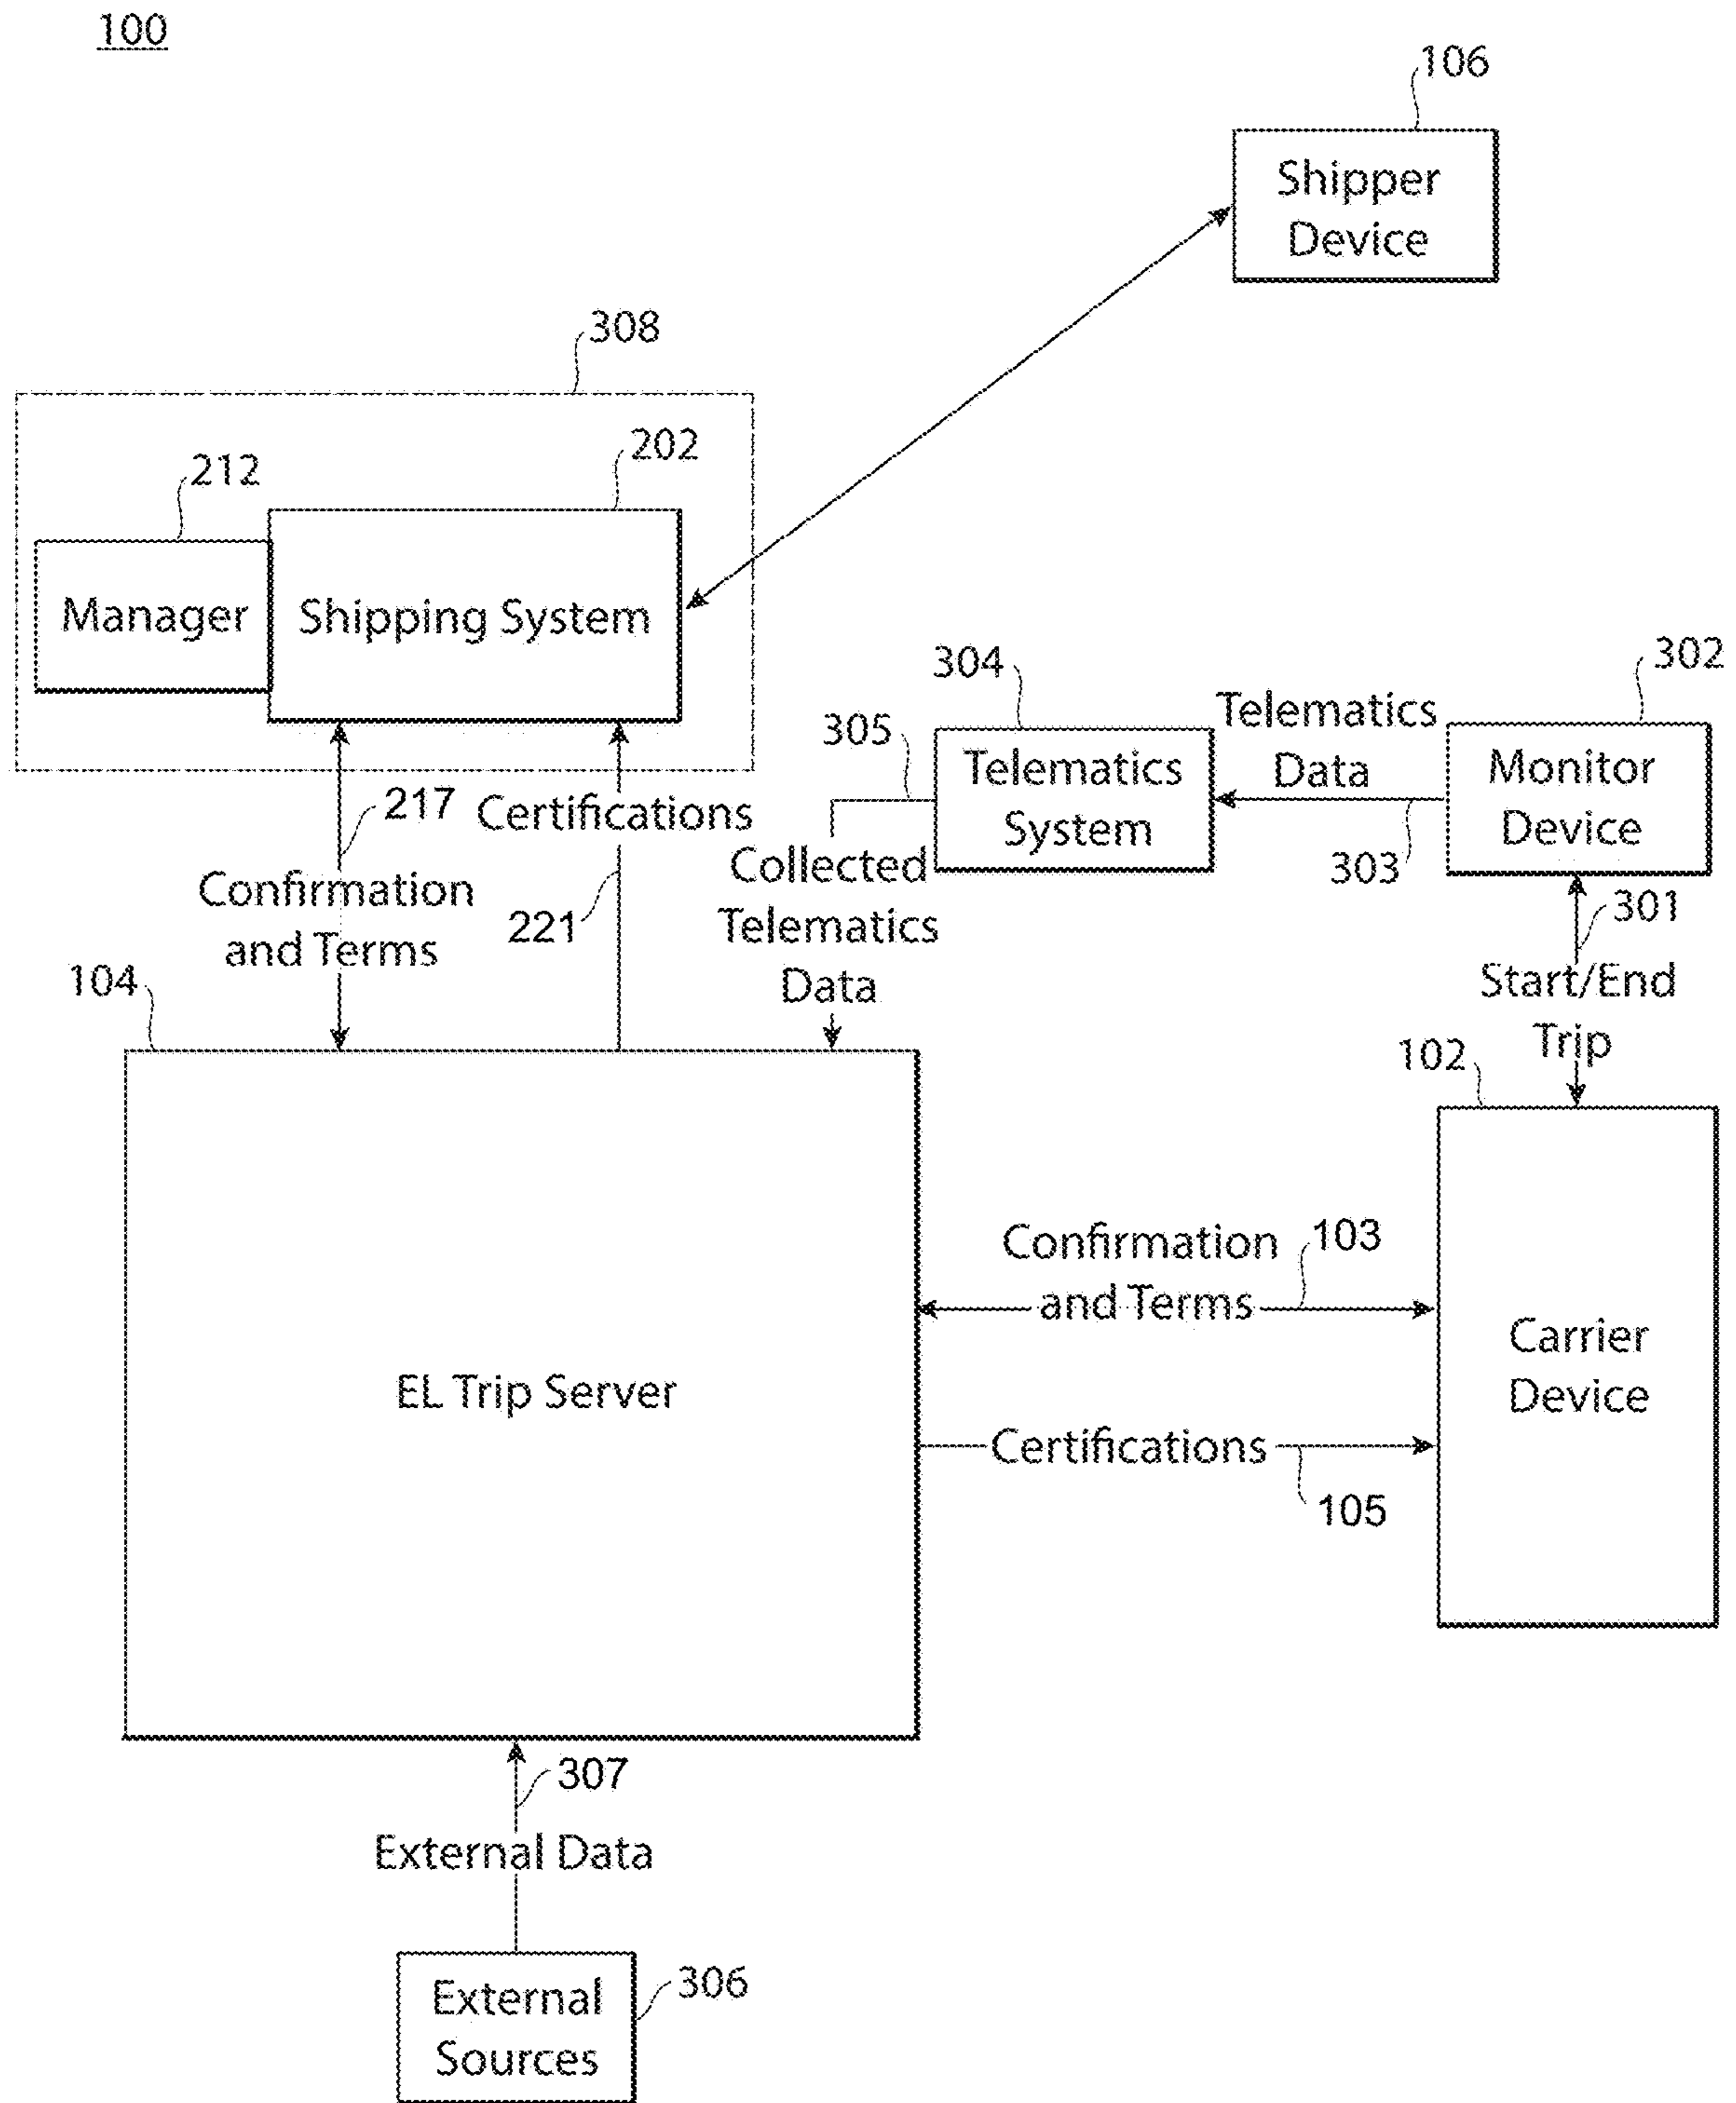 100
106
Shipper
Device
308
202
212
Manager
Shipping System
302
304
Telematics
305
Telematics
System
Data
Monitor
Device
217
Certifications
303
Collected
Telematics
Data
Confirmation
and Terms
221
301
Start/End
Trip
104
102
Confirmation
and Terms
103
Carrier
Device
EL Trip Server
Certifications
105
307
External Data
External
Sources
306